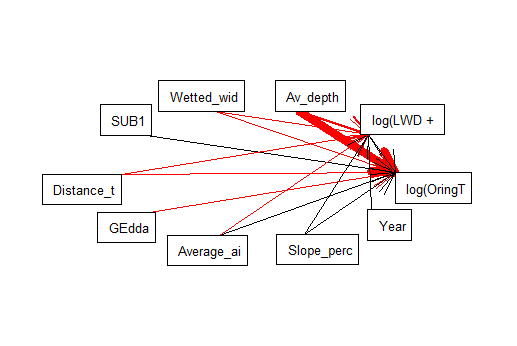 Wetted_wid
Av_depth
SUB1
log(LWD +
Distance_t
log(OringT
GEdda
Year
Average_ai
Slope_perc